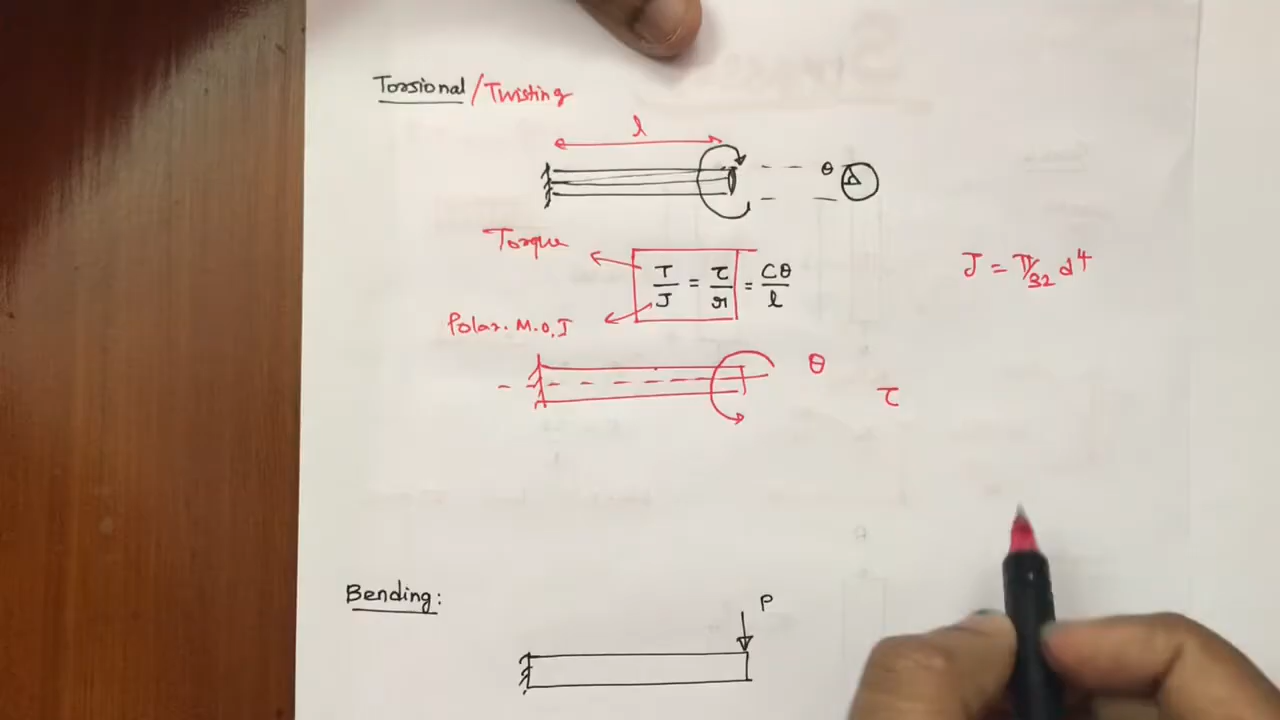 Torsional / Twisting
l
θ
Torque
T/J = τ/r = Cθ/l
J = π/32 d⁴
Polar. M.O.I
θ
τ
Bending:
P